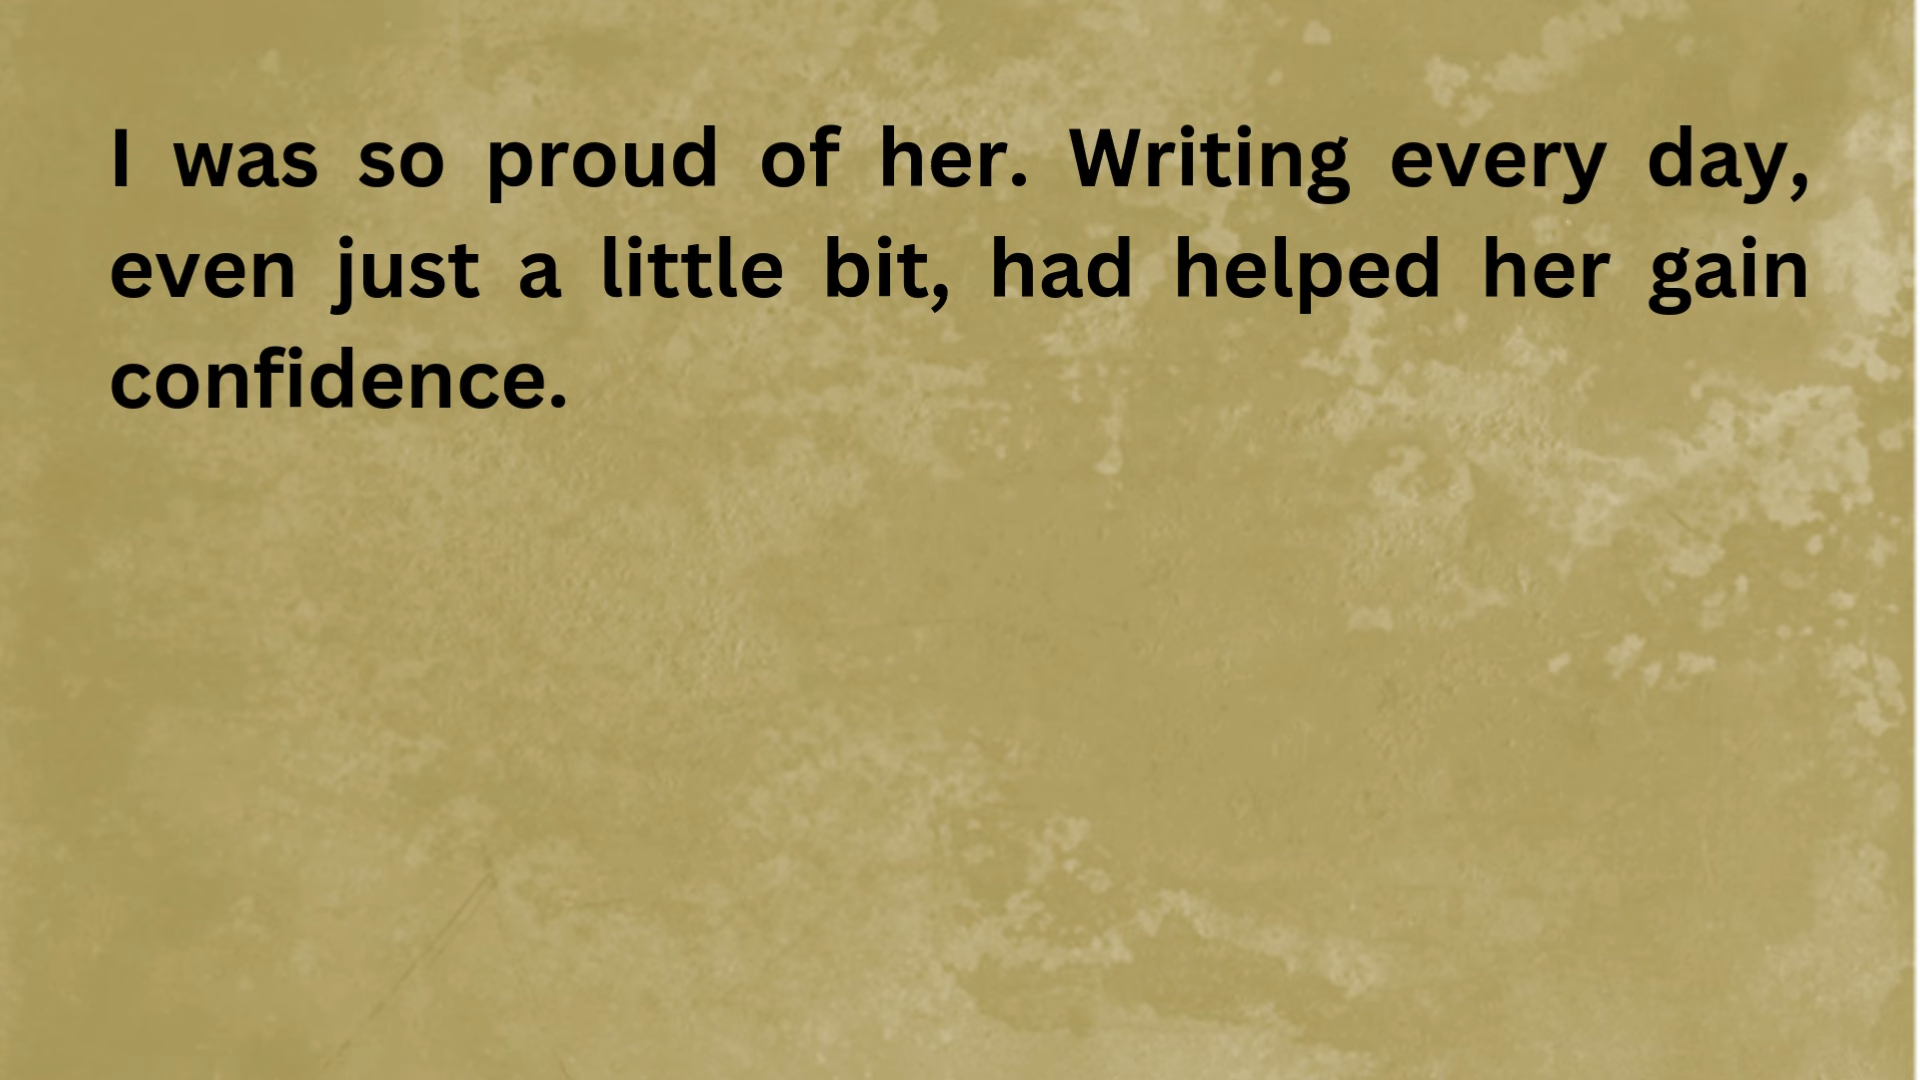 I was so proud of her. Writing every day,
even just a little bit, had helped her gain
confidence.